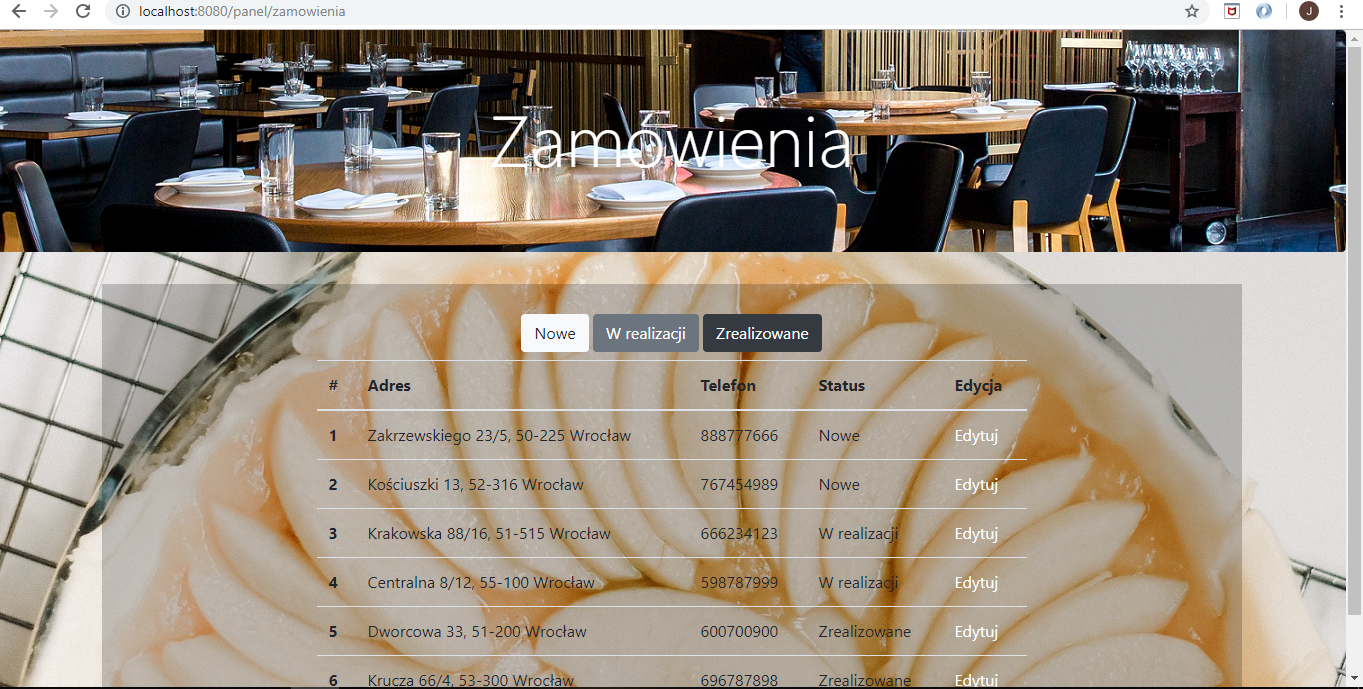 localhost:8080/panel/zamowienia
J
Zamówienia
Nowe W realizacji Zrealizowane
# Adres Telefon Status Edycja
1 Zakrzewskiego 23/5, 50-225 Wrocław 888777666 Nowe Edytuj
2 Kościuszki 13, 52-316 Wrocław 767454989 Nowe Edytuj
3 Krakowska 88/16, 51-515 Wrocław 666234123 W realizacji Edytuj
4 Centralna 8/12, 55-100 Wrocław 598787999 W realizacji Edytuj
5 Dworcowa 33, 51-200 Wrocław 600700900 Zrealizowane Edytuj
6 Krucza 66/4, 53-300 Wrocław 696787898 Zrealizowane Edytuj